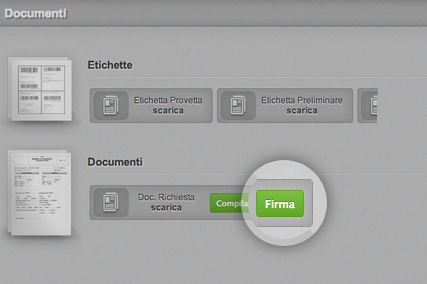 Documenti
Etichette
Etichetta Provetta
scarica
Etichetta Preliminare
scarica
Documenti
Doc. Richiesta
scarica
Compila
Firma